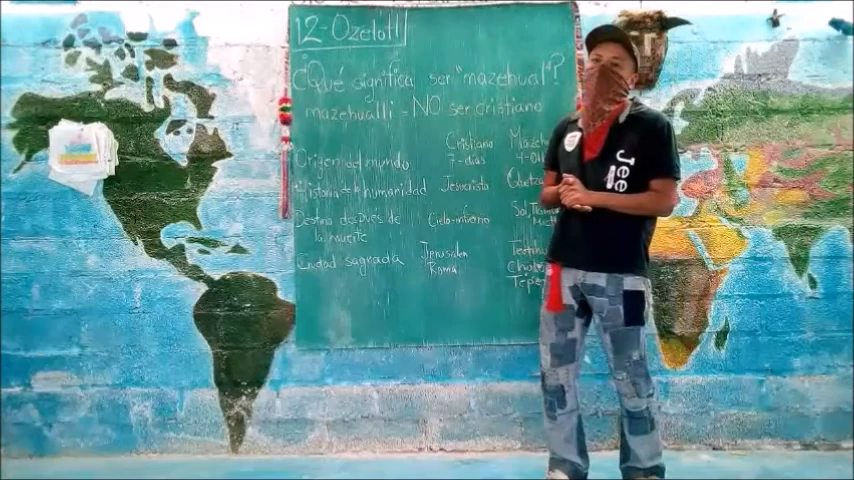 12-Ozelotl
¿Qué significa ser "mazehual"?
mazehualli = NO ser cristiano
Cristiano
Origen del mundo 7-días
Historia de la humanidad Jesucristo
Destino después de la muerte Cielo-infierno
Ciudad sagrada Jerusalen
Roma
Jeep